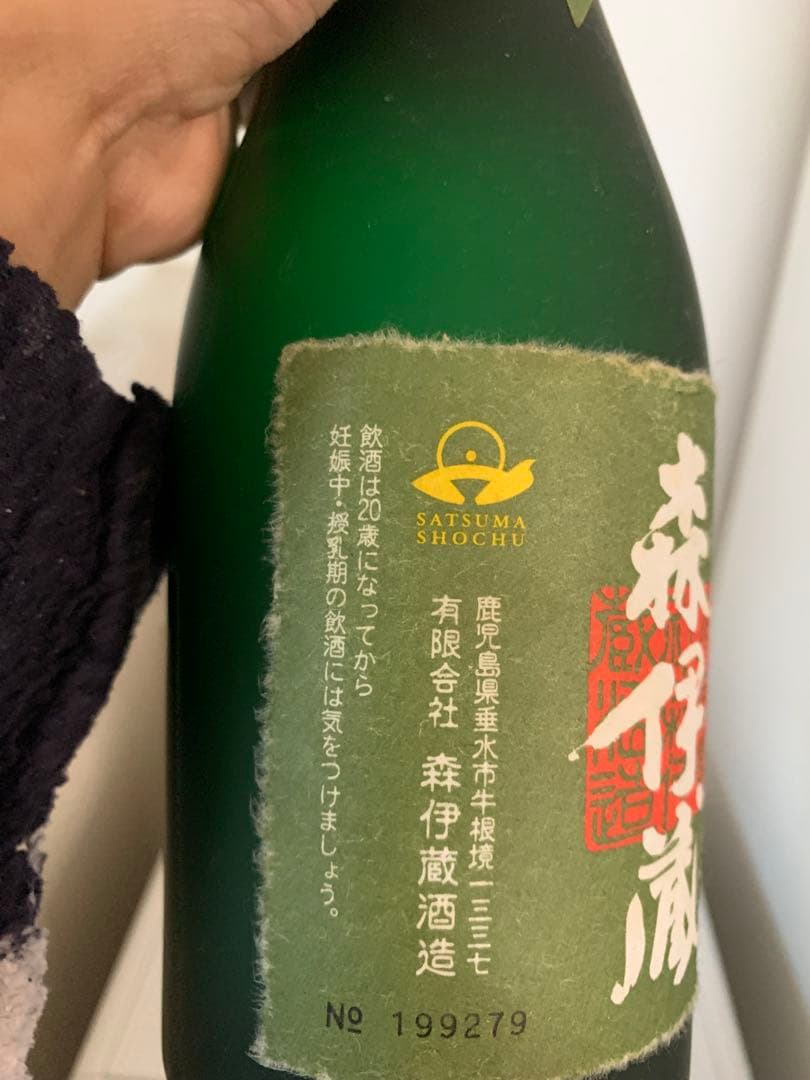 森伊蔵
SATSUMA
SHOCHU
鹿児島県垂水市牛根境一三三七
有限会社 森伊蔵酒造
飲酒は20歳になってから
妊娠中・授乳期の飲酒には気をつけましょう。
№ 199279